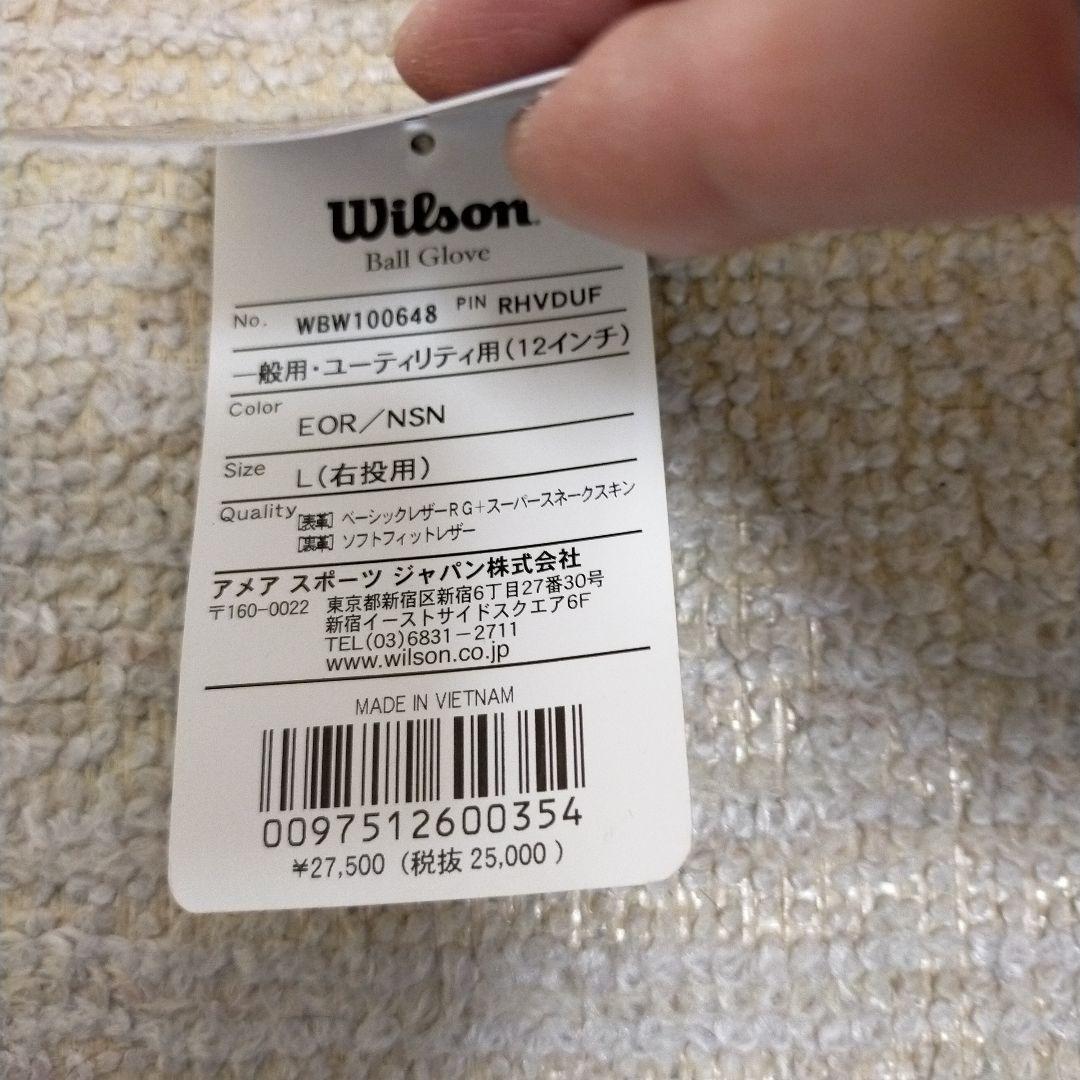 Wilson
Ball Glove
No. WBW100648 PIN RHVDUF
一般用・ユーティリティ用(12インチ)
Color EOR/NSN
Size L(右投用)
Quality [表革] ベーシックレザーRG+スーパースネークスキン
[裏革] ソフトフィットレザー
アメア スポーツ ジャパン株式会社
〒160-0022 東京都新宿区新宿6丁目27番30号
新宿イーストサイドスクエア6F
TEL(03)6831-2711
www.wilson.co.jp
MADE IN VIETNAM
0097512600354
¥27,500 (税抜 25,000 )